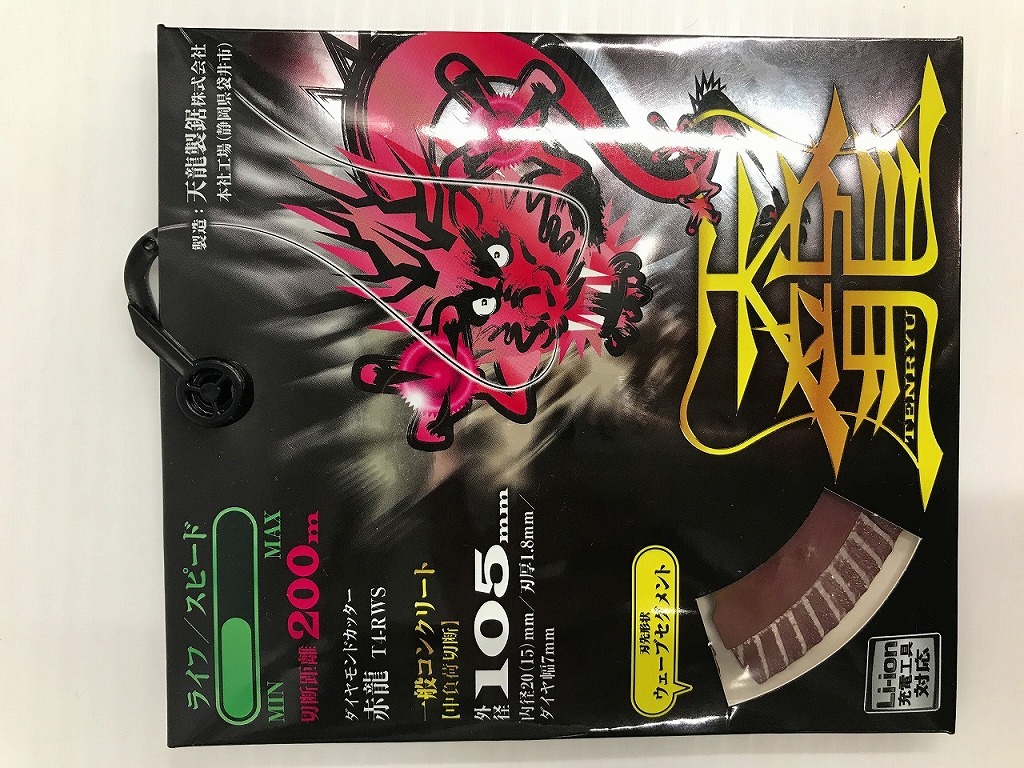 ライフ/スピード
MIN MAX
切断距離 200m
ダイヤモンドカッター
赤龍 T1-RWS
一般コンクリート
【中負荷切断】
外径 105mm
内径20(15)mm/刃厚1.8mm/
ダイヤ幅7mm
刃先形状
ウェーブセグメント
Li-ion
充電工具
対応
製造:天龍製鋸株式会社
本社工場(静岡県袋井市)
天龍
TENRYU